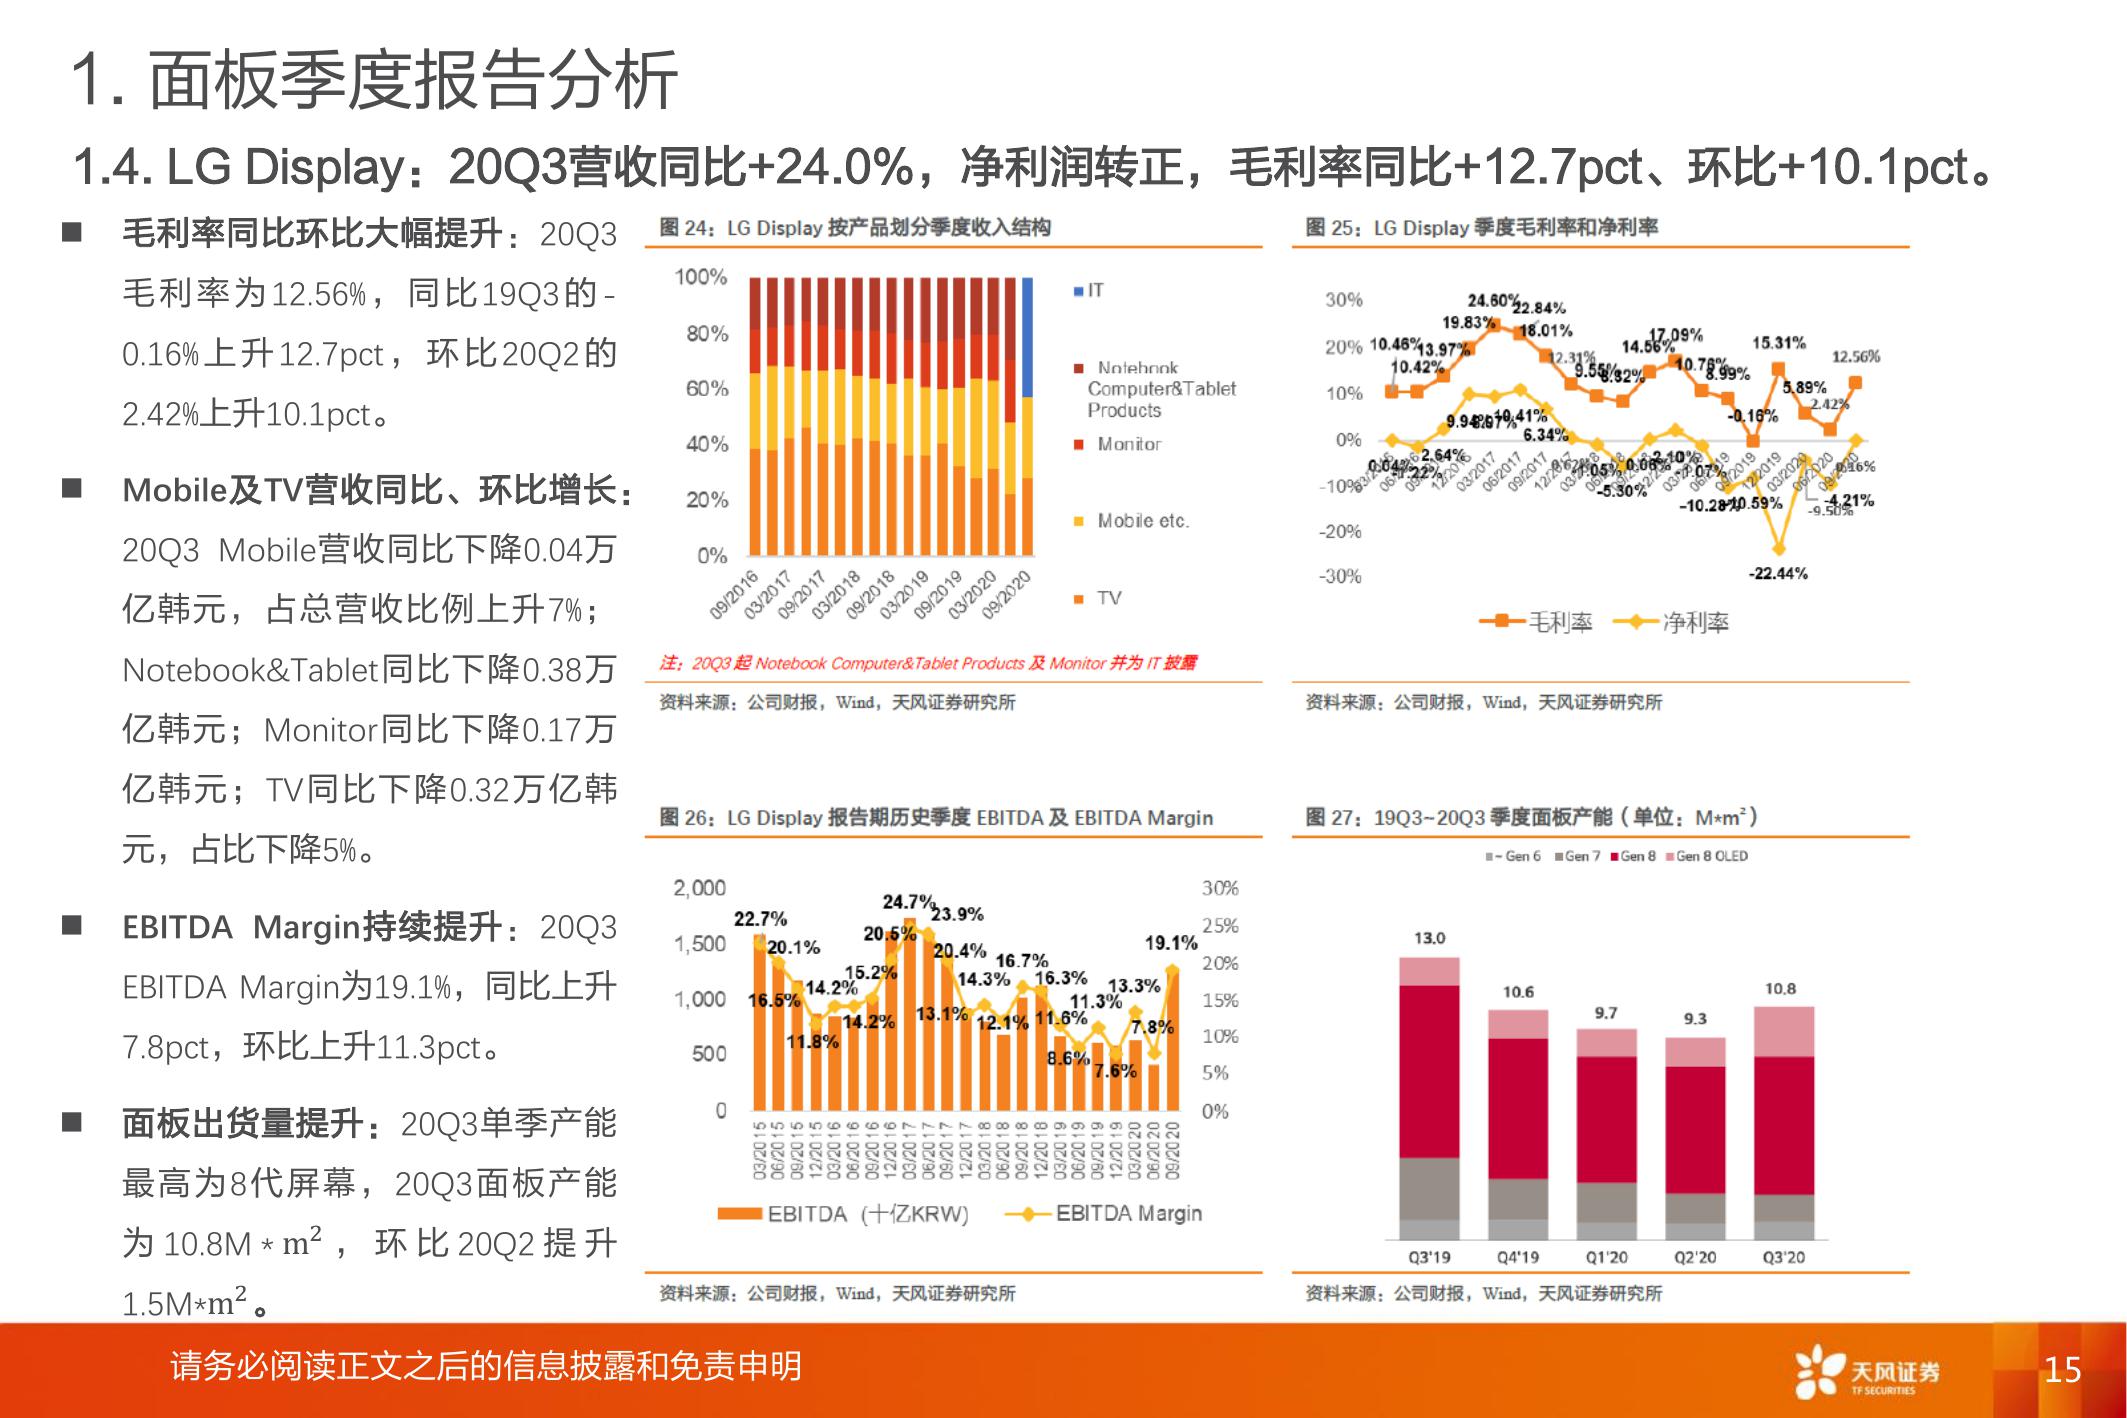 1. 面板季度报告分析
1.4. LG Display：20Q3营收同比+24.0%，净利润转正，毛利率同比+12.7pct、环比+10.1pct。
■ 毛利率同比环比大幅提升：20Q3
毛利率为12.56%，同比19Q3的-
0.16%上升12.7pct，环比20Q2的
2.42%上升10.1pct。
■ Mobile及TV营收同比、环比增长：
20Q3 Mobile营收同比下降0.04万
亿韩元，占总营收比例上升7%；
Notebook&Tablet同比下降0.38万
亿韩元；Monitor同比下降0.17万
亿韩元；TV同比下降0.32万亿韩
元，占比下降5%。
■ EBITDA Margin持续提升：20Q3
EBITDA Margin为19.1%，同比上升
7.8pct，环比上升11.3pct。
■ 面板出货量提升：20Q3单季产能
最高为8代屏幕，20Q3面板产能
为10.8M * m²，环比20Q2提升
1.5M*m²。
图 24：LG Display 按产品划分季度收入结构
100%
80%
60%
40%
20%
0%
09/2016 03/2017 09/2017 03/2018 09/2018 03/2019 09/2019 03/2020 09/2020
IT
Notebook
Computer&Tablet
Products
Monitor
Mobile etc.
TV
注：20Q3 起 Notebook Computer&Tablet Products 及 Monitor 并为 IT 披露
资料来源：公司财报，Wind，天风证券研究所
图 25：LG Display 季度毛利率和净利率
30%
20%
10%
0%
-10%
-20%
-30%
10.46% 10.42% 13.97% 19.83% 24.60% 22.84% 18.01% 12.31% 9.55% 8.32% 14.56% 17.09% 10.76% 8.99% -0.16% 15.31% 5.89% 2.42% 12.56%
2.64% 10.41% 6.34% -5.30% -10.28% -10.59% -22.44% -9.50% -4.21%
03/2017 06/2017 09/2017 12/2017 03/2018 09/2019 12/2019 03/2020 06/2020 09/2020
毛利率 净利率
资料来源：公司财报，Wind，天风证券研究所
图 26：LG Display 报告期历史季度 EBITDA 及 EBITDA Margin
2,000
1,500
1,000
500
0
30%
25%
20%
15%
10%
5%
0%
22.7% 20.1% 16.5% 11.8% 14.2% 14.2% 15.2% 20.5% 24.7% 23.9% 20.4% 13.1% 14.3% 12.1% 16.7% 16.3% 11.6% 8.6% 11.3% 7.6% 13.3% 7.8% 19.1%
03/2015 06/2015 09/2015 12/2015 03/2016 06/2016 09/2016 12/2016 03/2017 06/2017 09/2017 12/2017 03/2018 06/2018 09/2018 12/2018 03/2019 06/2019 09/2019 12/2019 03/2020 06/2020 09/2020
EBITDA（十亿KRW） EBITDA Margin
资料来源：公司财报，Wind，天风证券研究所
图 27：19Q3~20Q3 季度面板产能（单位：M*m²）
~ Gen 6 Gen 7 Gen 8 Gen 8 OLED
13.0 10.6 9.7 9.3 10.8
Q3'19 Q4'19 Q1'20 Q2'20 Q3'20
资料来源：公司财报，Wind，天风证券研究所
请务必阅读正文之后的信息披露和免责申明
天风证券
TF SECURITIES
15